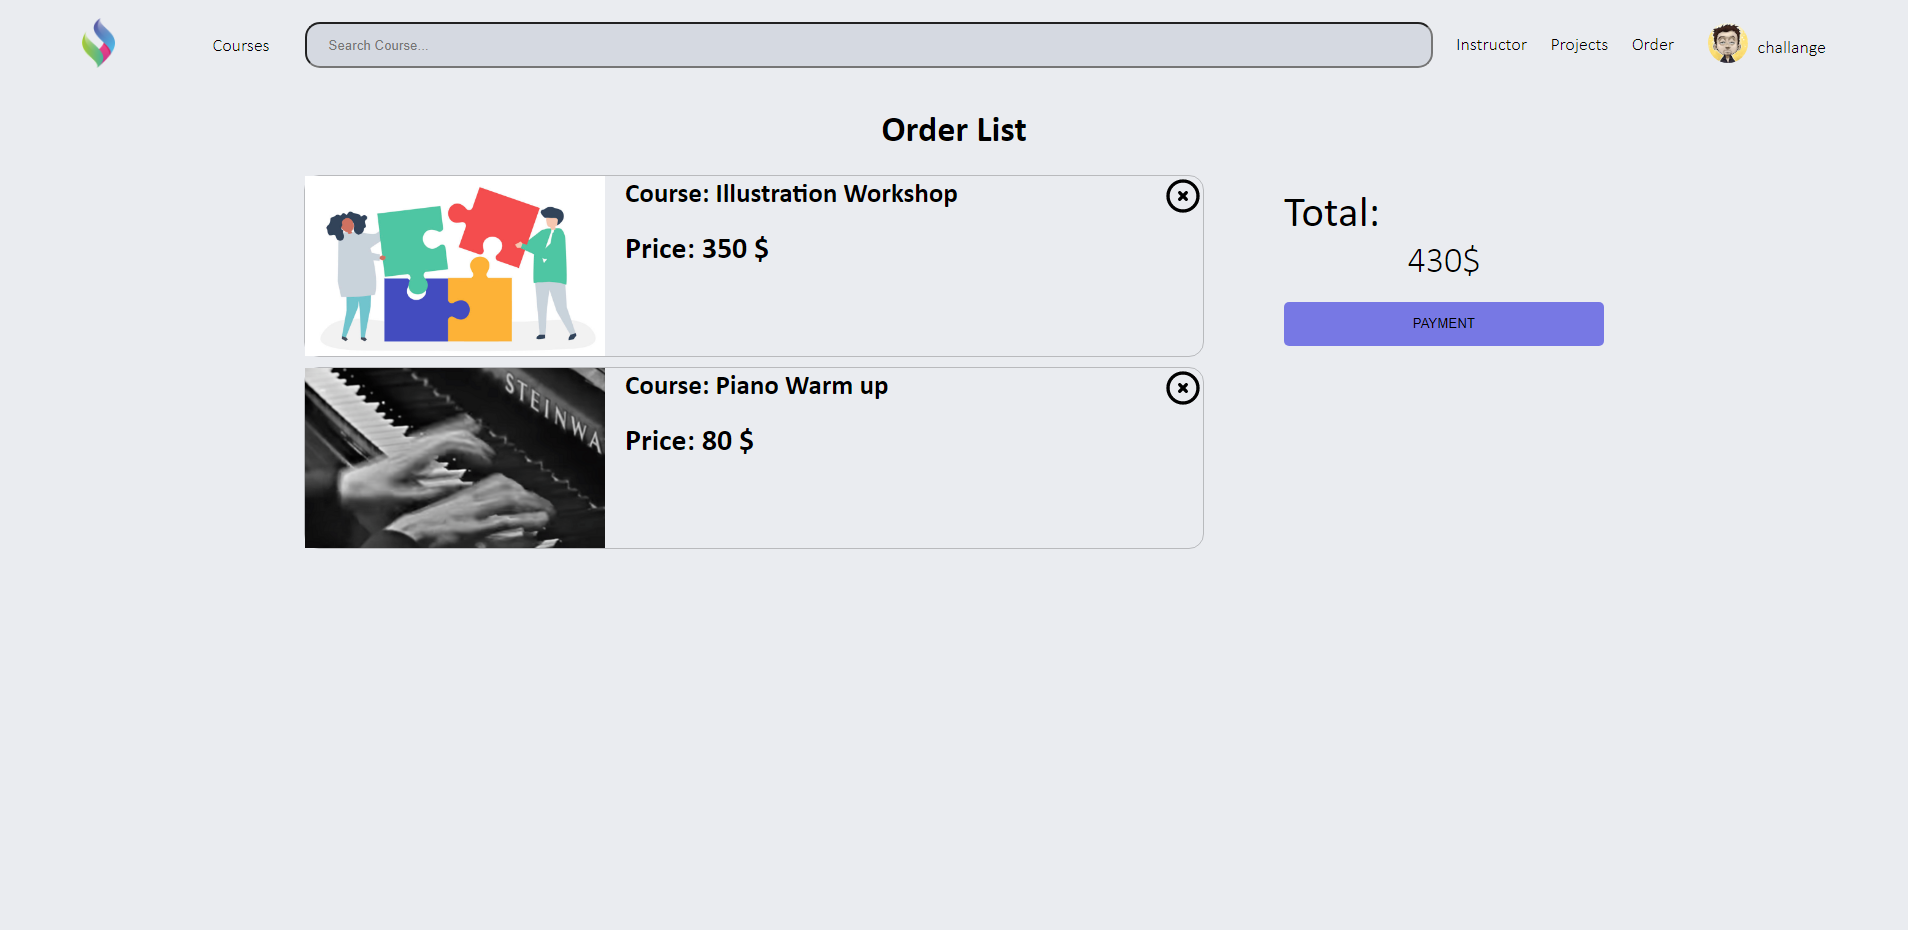 Courses
Search Course...
Instructor
Projects
Order
challange
Order List
Course: Illustration Workshop
Price: 350 $
Total:
430$
PAYMENT
STEINWA
Course: Piano Warm up
Price: 80 $